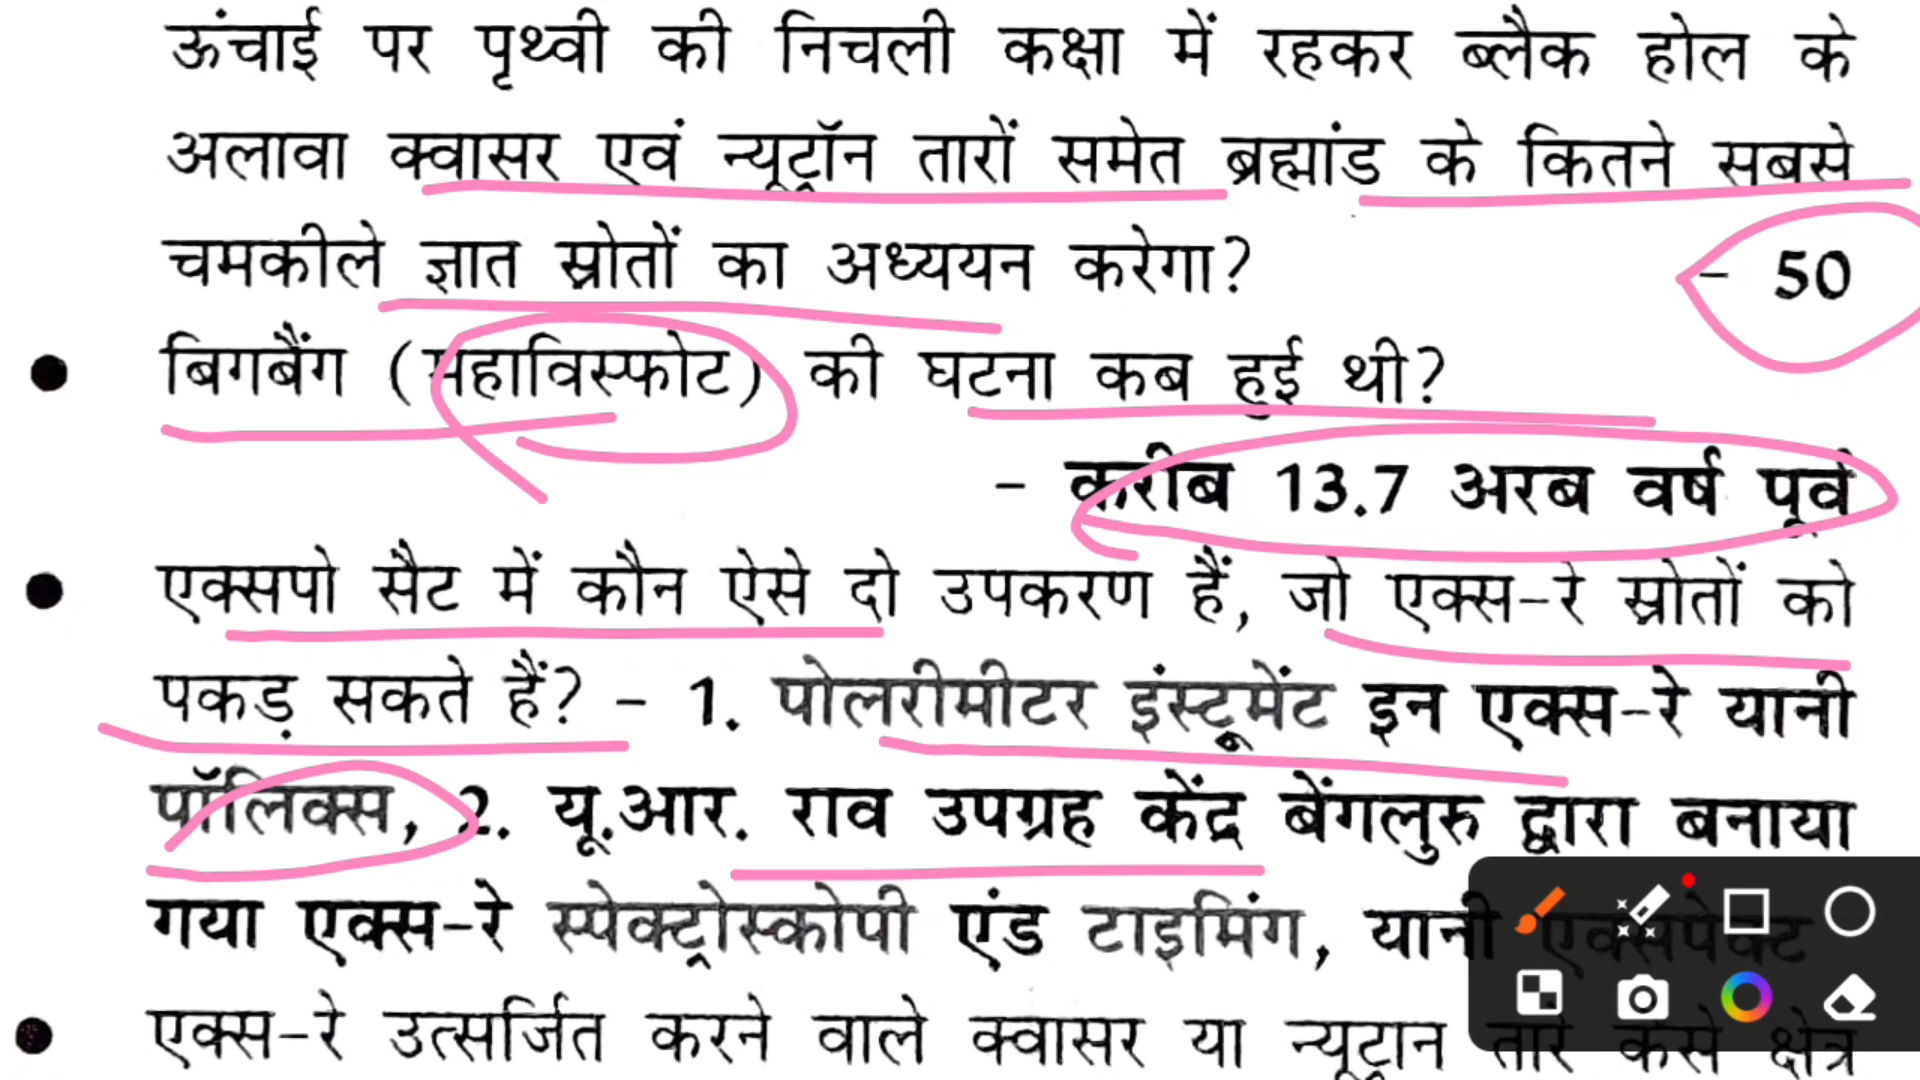 ऊंचाई पर पृथ्वी की निचली कक्षा में रहकर ब्लैक होल के
अलावा क्वासर एवं न्यूट्रॉन तारों समेत ब्रह्मांड के कितने सबसे
चमकीले ज्ञात स्रोतों का अध्ययन करेगा? – 50
● बिगबैंग (महाविस्फोट) की घटना कब हुई थी?
– करीब 13.7 अरब वर्ष पूर्व
● एक्सपो सैट में कौन ऐसे दो उपकरण हैं, जो एक्स-रे स्रोतों को
पकड़ सकते हैं? – 1. पोलरीमीटर इंस्ट्रूमेंट इन एक्स-रे यानी
पॉलिक्स, 2. यू.आर. राव उपग्रह केंद्र बेंगलुरु द्वारा बनाया
गया एक्स-रे स्पेक्ट्रोस्कोपी एंड टाइमिंग, यानी एक्सपेक्ट
● एक्स-रे उत्सर्जित करने वाले क्वासर या न्यूट्रान तारे कैसे क्षेत्र